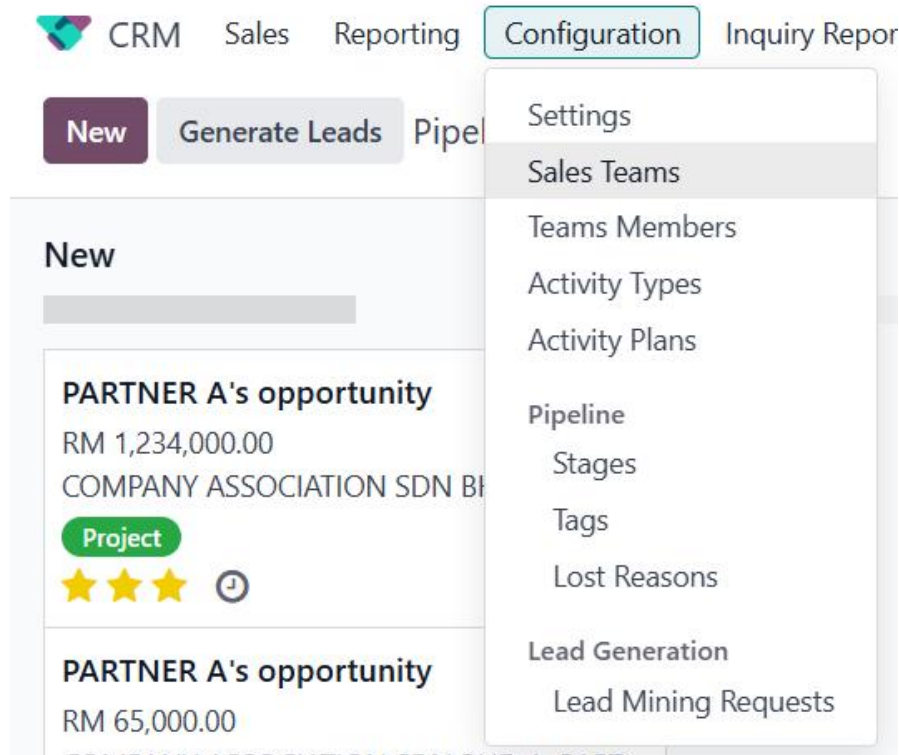 CRM Sales Reporting Configuration Inquiry Repor
New Generate Leads Pipel
Settings
Sales Teams
Teams Members
Activity Types
Activity Plans
Pipeline
Stages
Tags
Lost Reasons
Lead Generation
Lead Mining Requests
New
PARTNER A's opportunity
RM 1,234,000.00
COMPANY ASSOCIATION SDN BH
Project
PARTNER A's opportunity
RM 65,000.00